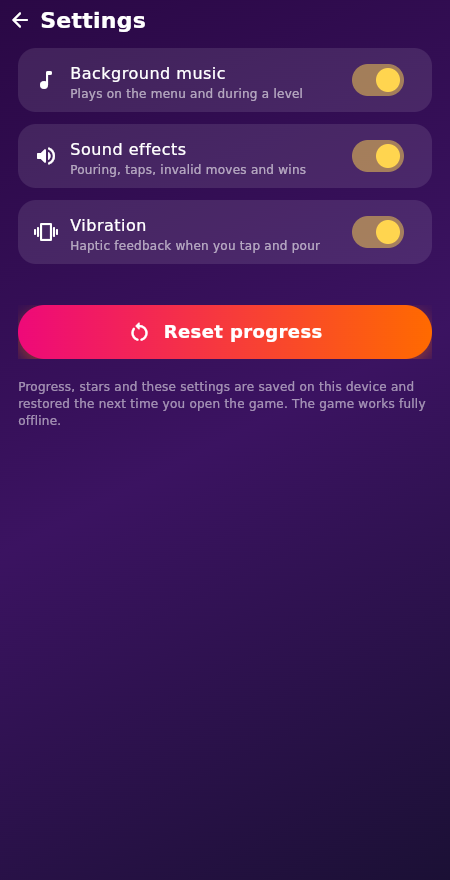 Settings
Background music
Plays on the menu and during a level
Sound effects
Pouring, taps, invalid moves and wins
Vibration
Haptic feedback when you tap and pour
Reset progress
Progress, stars and these settings are saved on this device and
restored the next time you open the game. The game works fully
offline.